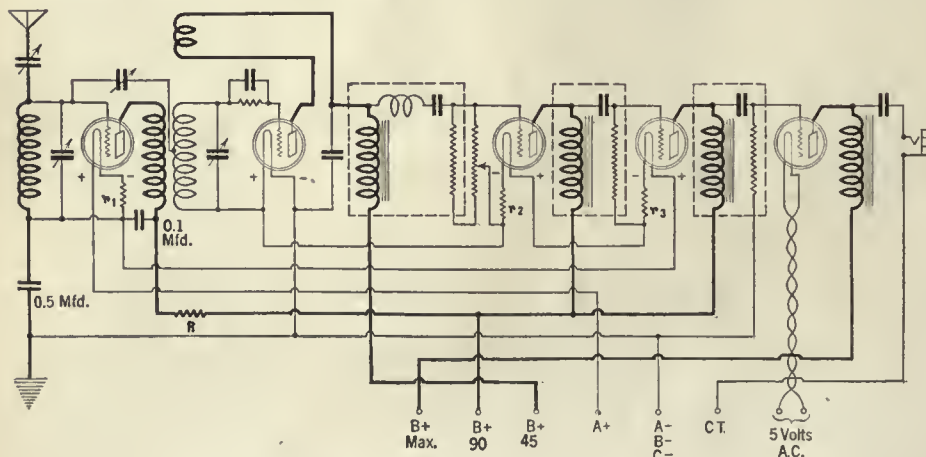 +
-
r1
0.1
Mfd.
0.5 Mfd.
R
+
-
-
r2
+
-
+
r3
B+
Max.
B+
90
B+
45
A+
A-
B-
C-
C.T.
5 Volts
A.C.